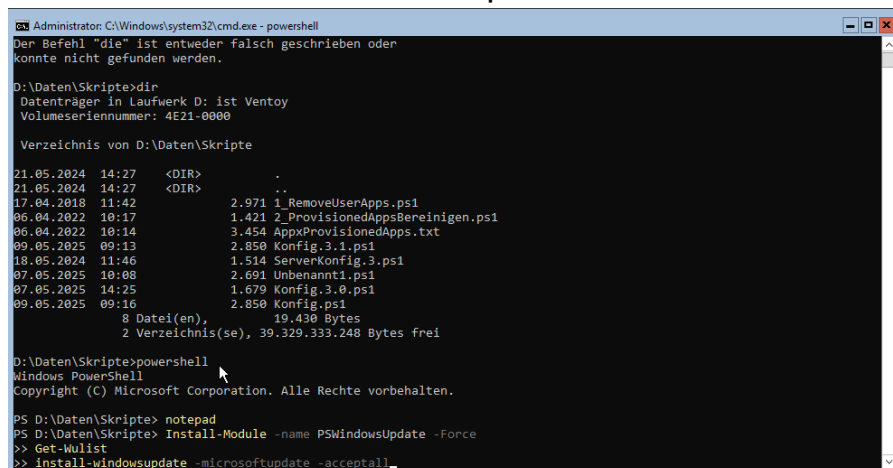 Administrator: C:\Windows\system32\cmd.exe - powershell
Der Befehl "die" ist entweder falsch geschrieben oder
konnte nicht gefunden werden.
D:\Daten\Skripte>dir
 Datenträger in Laufwerk D: ist Ventoy
 Volumeseriennummer: 4E21-0000
 Verzeichnis von D:\Daten\Skripte
21.05.2024  14:27    <DIR>          .
21.05.2024  14:27    <DIR>          ..
17.04.2018  11:42             2.971 1_RemoveUserApps.ps1
06.04.2022  10:17             1.421 2_ProvisionedAppsBereinigen.ps1
06.04.2022  10:14             3.454 AppxProvisionedApps.txt
09.05.2025  09:13             2.850 Konfig.3.1.ps1
18.05.2024  11:46             1.514 ServerKonfig.3.ps1
07.05.2025  10:08             2.691 Unbenannt1.ps1
07.05.2025  14:25             1.679 Konfig.3.0.ps1
09.05.2025  09:16             2.850 Konfig.ps1
               8 Datei(en),         19.430 Bytes
               2 Verzeichnis(se), 39.329.333.248 Bytes frei
D:\Daten\Skripte>powershell
Windows PowerShell
Copyright (C) Microsoft Corporation. Alle Rechte vorbehalten.
PS D:\Daten\Skripte> notepad
PS D:\Daten\Skripte> Install-Module -name PSWindowsUpdate -Force
>> Get-Wulist
>> install-windowsupdate -microsoftupdate -acceptall_